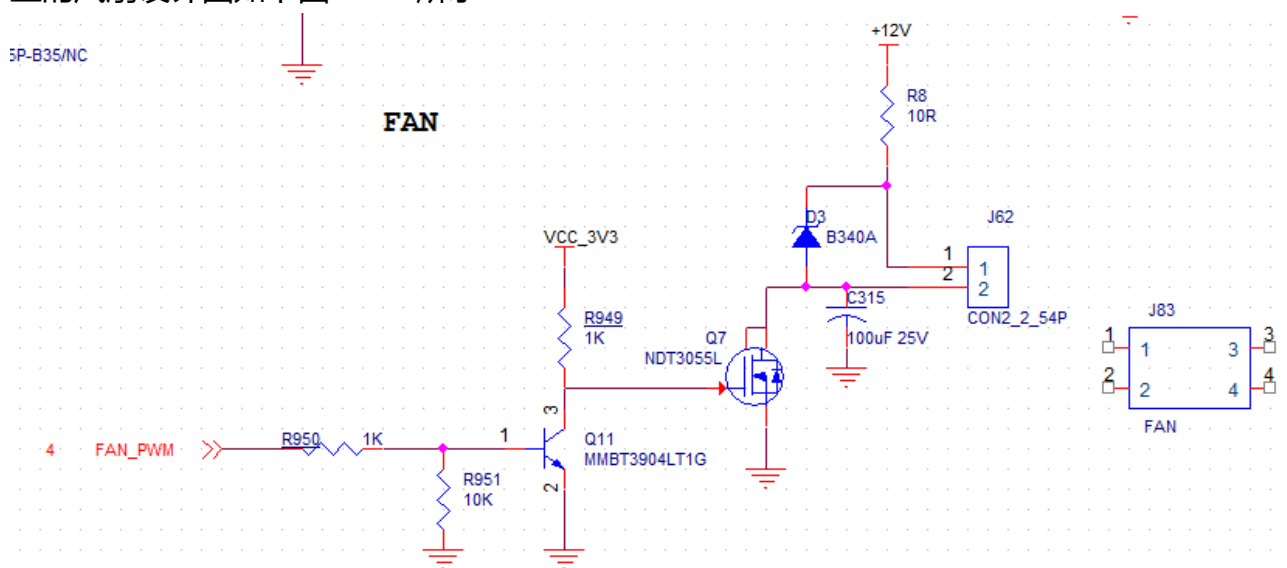 5P-B35/NC
FAN
+12V
R8
10R
D3
B340A
J62
1
2
1
2
CON2_2_54P
VCC_3V3
R949
1K
Q7
NDT3055L
C315
100uF 25V
J83
1
2
1
2
3
4
3
4
FAN
4
FAN_PWM
R950
1K
1
3
2
Q11
MMBT3904LT1G
R951
10K